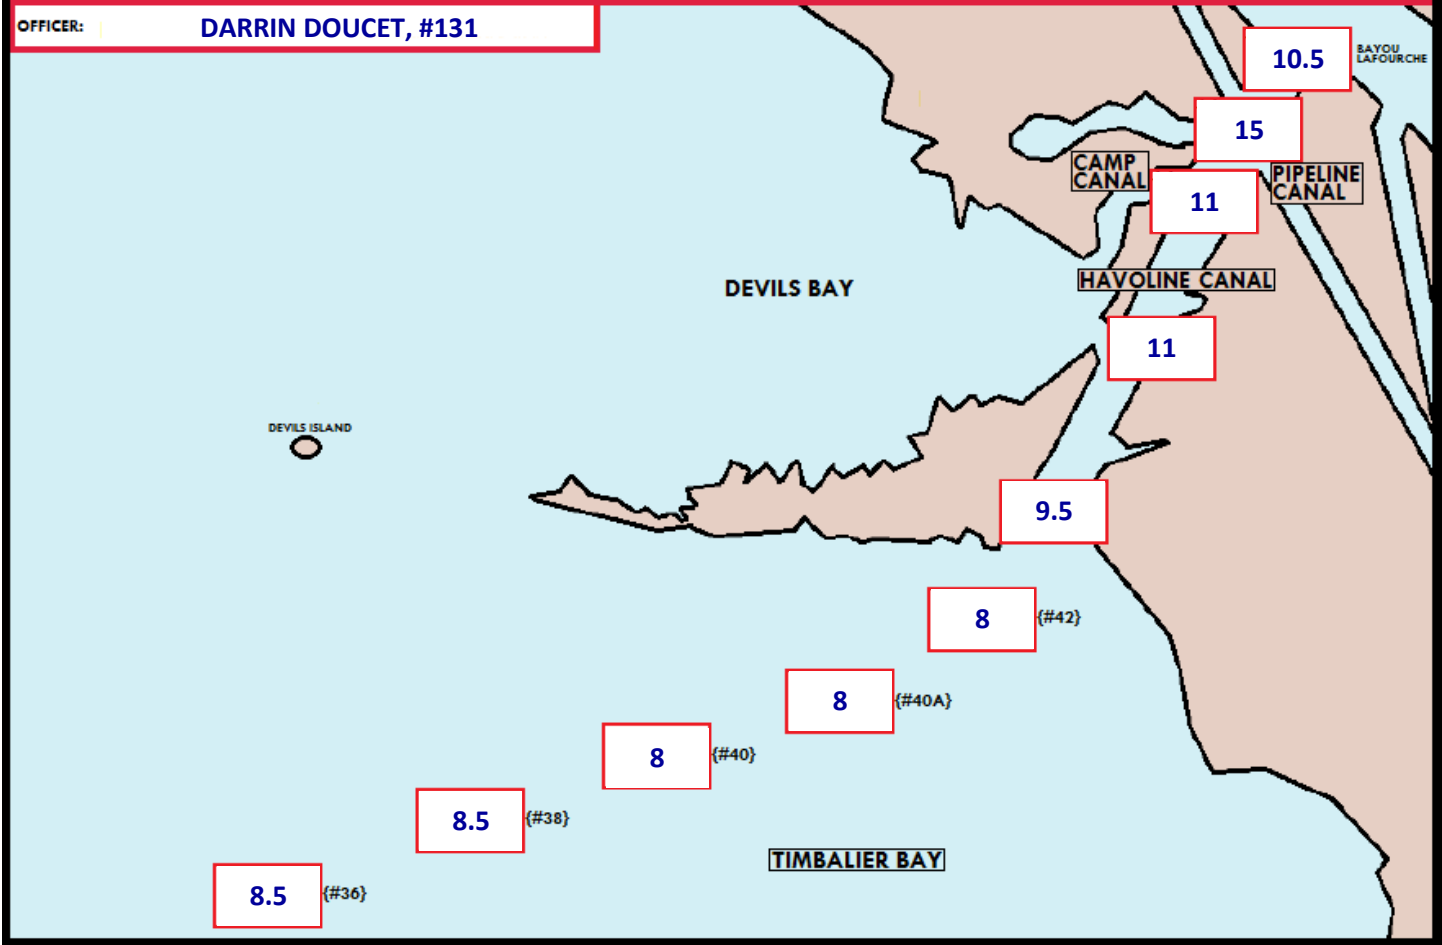 OFFICER: DARRIN DOUCET, #131
10.5
BAYOU
LAFOURCHE
15
CAMP
CANAL
PIPELINE
CANAL
11
HAVOLINE CANAL
DEVILS BAY
11
DEVILS ISLAND
9.5
8 {#42}
8 {#40A}
8 {#40}
8.5 {#38}
TIMBALIER BAY
8.5 {#36}